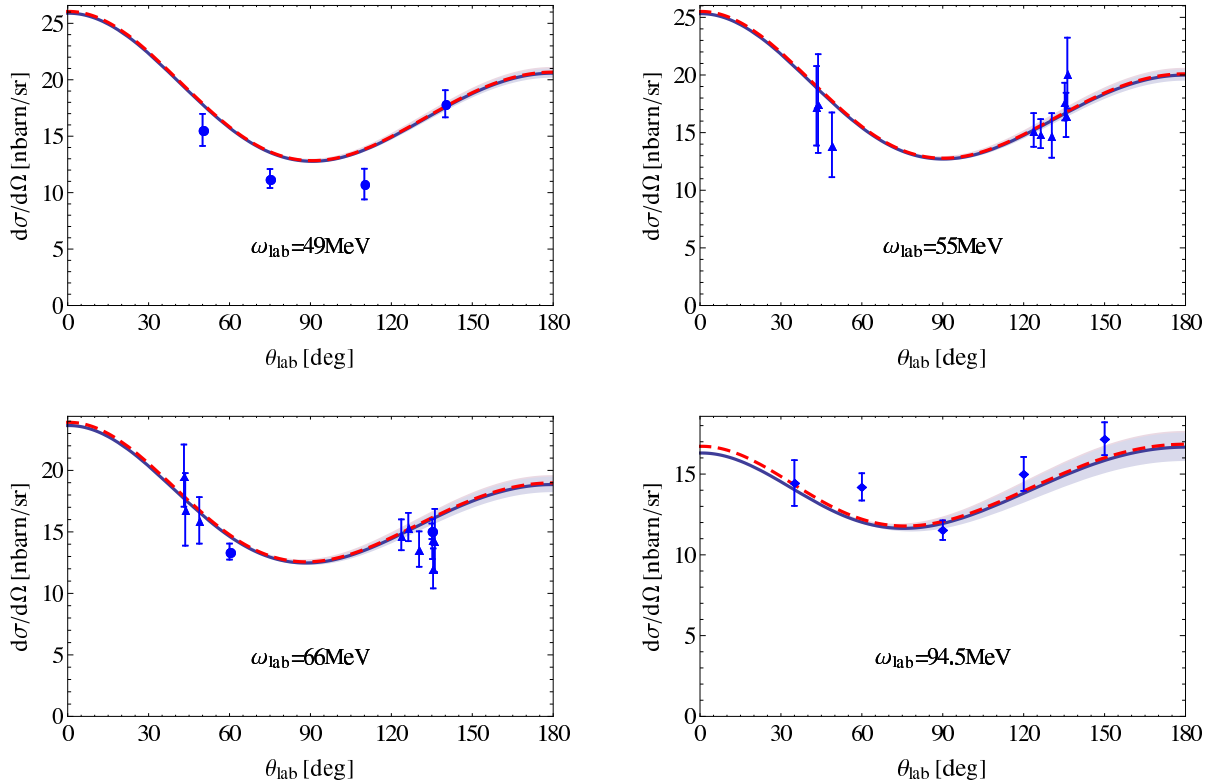 dσ/dΩ [nbarn/sr]
25
20
15
10
5
0
ω_lab=49MeV
0 30 60 90 120 150 180
θ_lab [deg]
dσ/dΩ [nbarn/sr]
25
20
15
10
5
0
ω_lab=55MeV
0 30 60 90 120 150 180
θ_lab [deg]
dσ/dΩ [nbarn/sr]
20
15
10
5
0
ω_lab=66MeV
0 30 60 90 120 150 180
θ_lab [deg]
dσ/dΩ [nbarn/sr]
15
10
5
0
ω_lab=94.5MeV
0 30 60 90 120 150 180
θ_lab [deg]